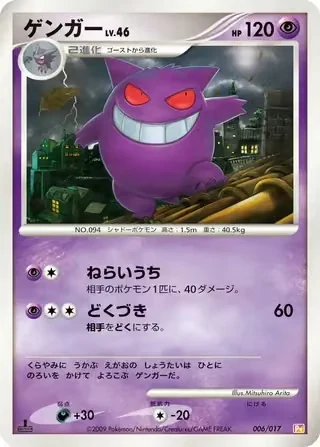 ゲンガー LV.46 HP 120
2進化 ゴーストから進化
NO.094 シャドーポケモン 高さ：1.5m 重さ：40.5kg
ねらいうち
相手のポケモン1匹に、40ダメージ。
どくづき 60
相手をどくにする。
くらやみに うかぶ えがおの しょうたいは ひとに
のろいを かけて よろこぶ ゲンガーだ。
Illus.Mitsuhiro Arita
弱点 抵抗力 にげる
+30 -20
©2009 Pokémon/Nintendo/Creatures/GAME FREAK. 006/017